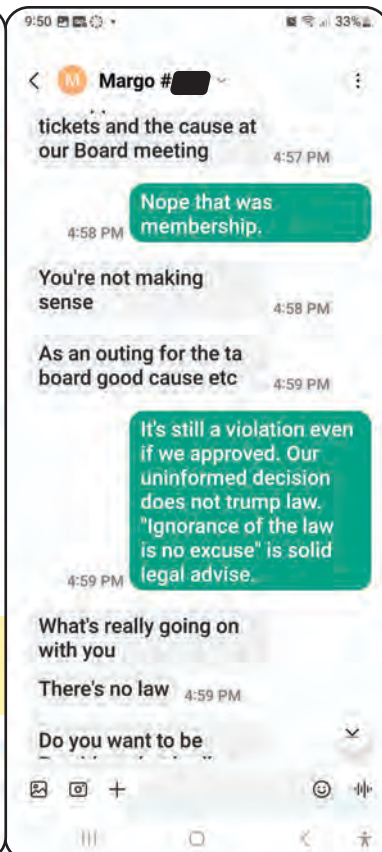 9:50
33%
Margo #
tickets and the cause at
our Board meeting
4:57 PM
Nope that was
membership.
4:58 PM
You're not making
sense
4:58 PM
As an outing for the ta
board good cause etc
4:59 PM
It's still a violation even
if we approved. Our
uninformed decision
does not trump law.
"Ignorance of the law
is no excuse" is solid
legal advise.
4:59 PM
What's really going on
with you
There's no law
4:59 PM
Do you want to be